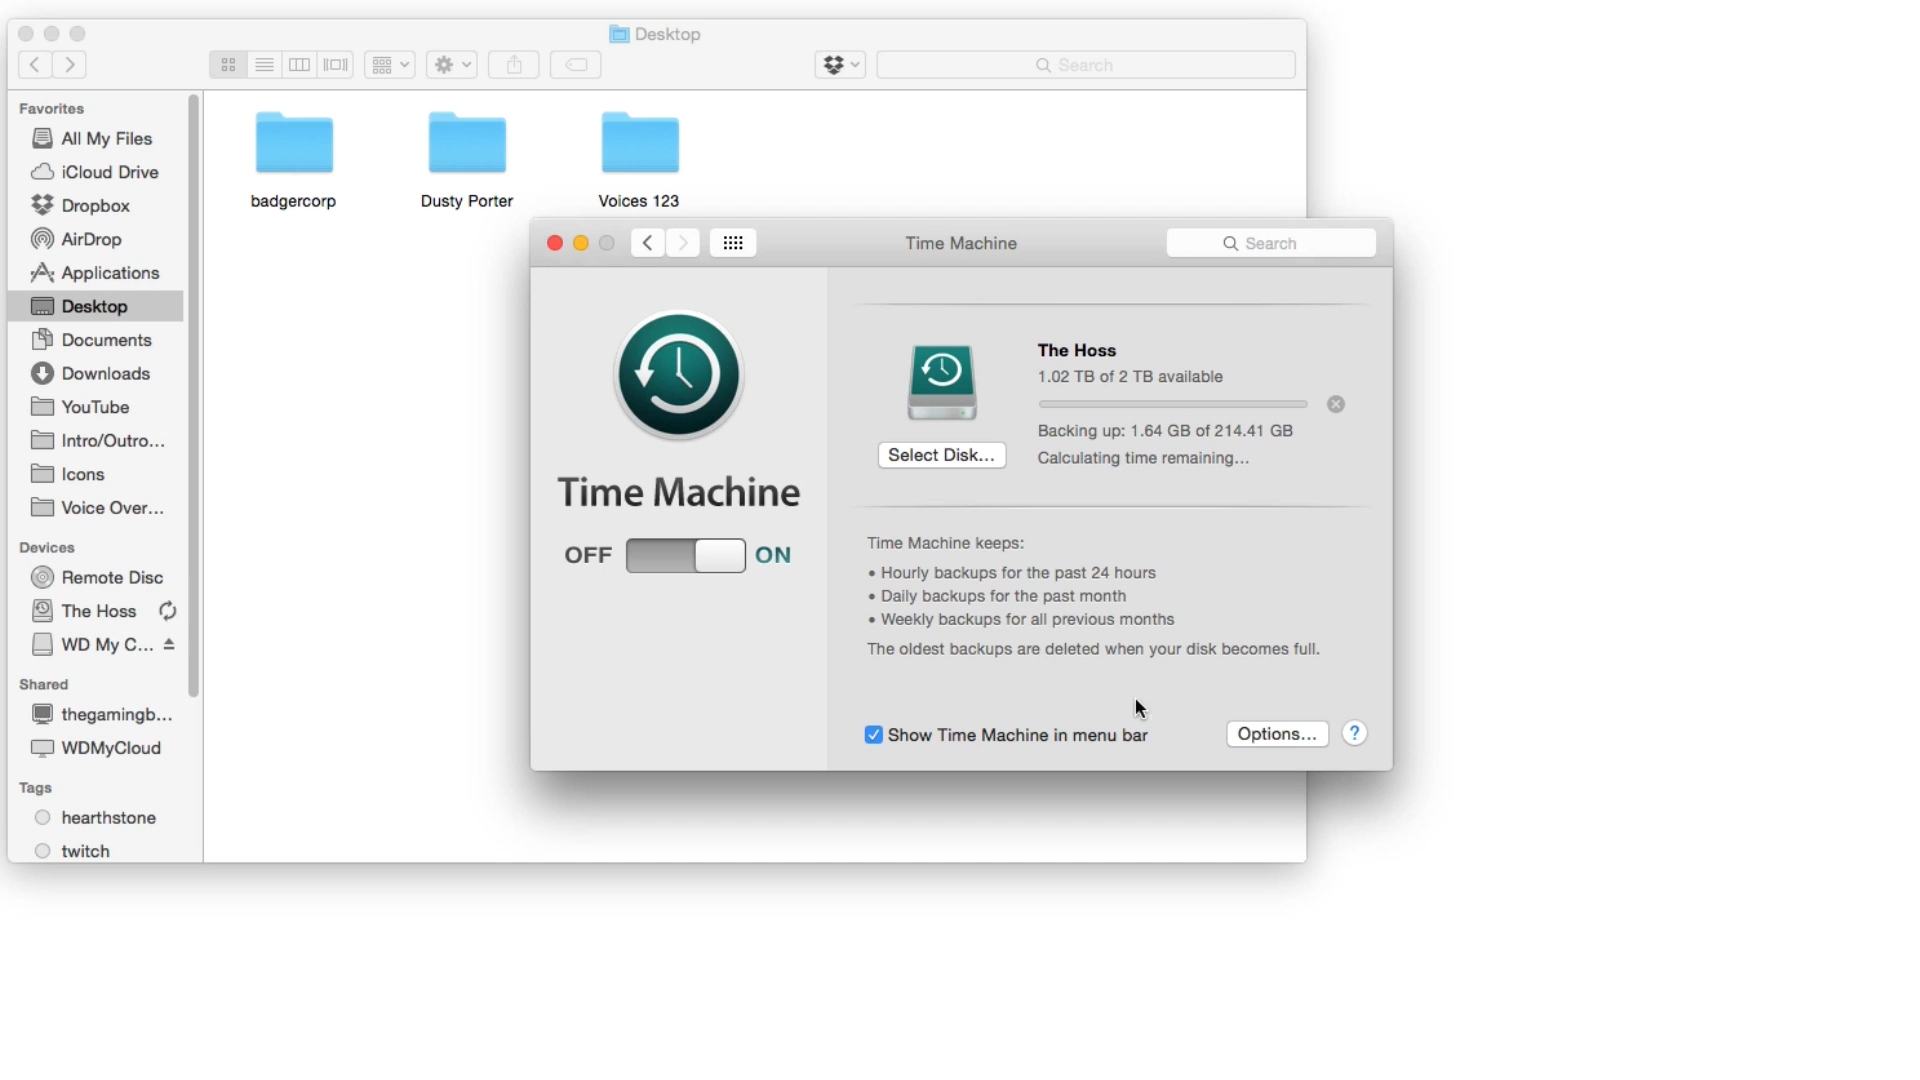 Desktop
Search
Favorites
All My Files
iCloud Drive
Dropbox
AirDrop
Applications
Desktop
Documents
Downloads
YouTube
Intro/Outro...
Icons
Voice Over...
Devices
Remote Disc
The Hoss
WD My C...
Shared
thegamingb...
WDMyCloud
Tags
hearthstone
twitch
badgercorp
Dusty Porter
Voices 123
Time Machine
Search
Time Machine
OFF ON
Select Disk...
The Hoss
1.02 TB of 2 TB available
Backing up: 1.64 GB of 214.41 GB
Calculating time remaining...
Time Machine keeps:
• Hourly backups for the past 24 hours
• Daily backups for the past month
• Weekly backups for all previous months
The oldest backups are deleted when your disk becomes full.
Show Time Machine in menu bar
Options...
?